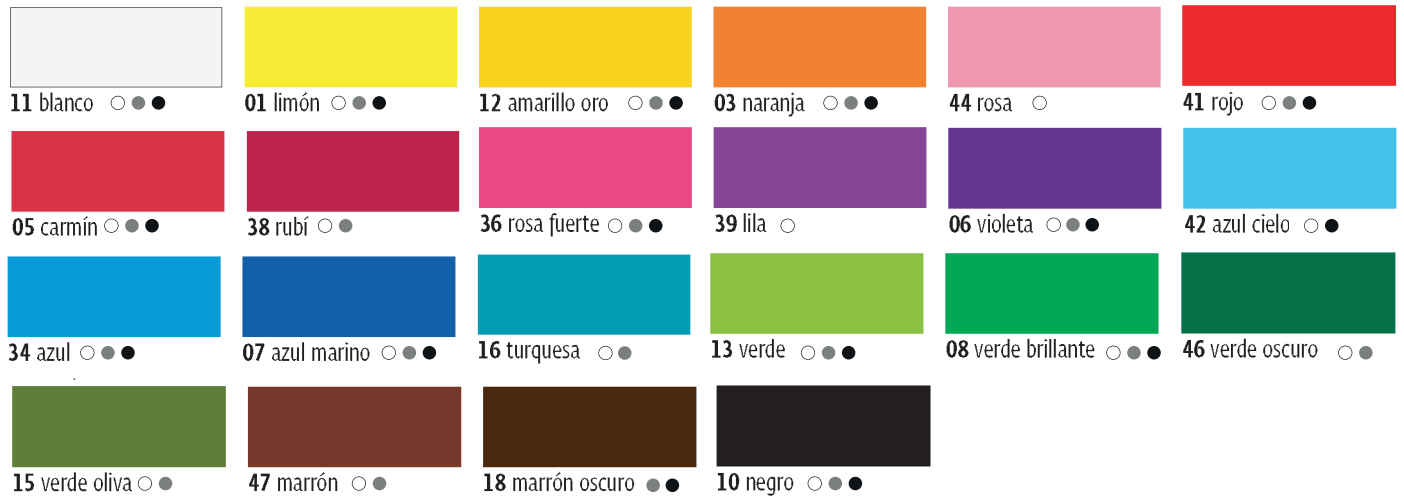 11 blanco
01 limón
12 amarillo oro
03 naranja
44 rosa
41 rojo
05 carmín
38 rubí
36 rosa fuerte
39 lila
06 violeta
42 azul cielo
34 azul
07 azul marino
16 turquesa
13 verde
08 verde brillante
46 verde oscuro
15 verde oliva
47 marrón
18 marrón oscuro
10 negro